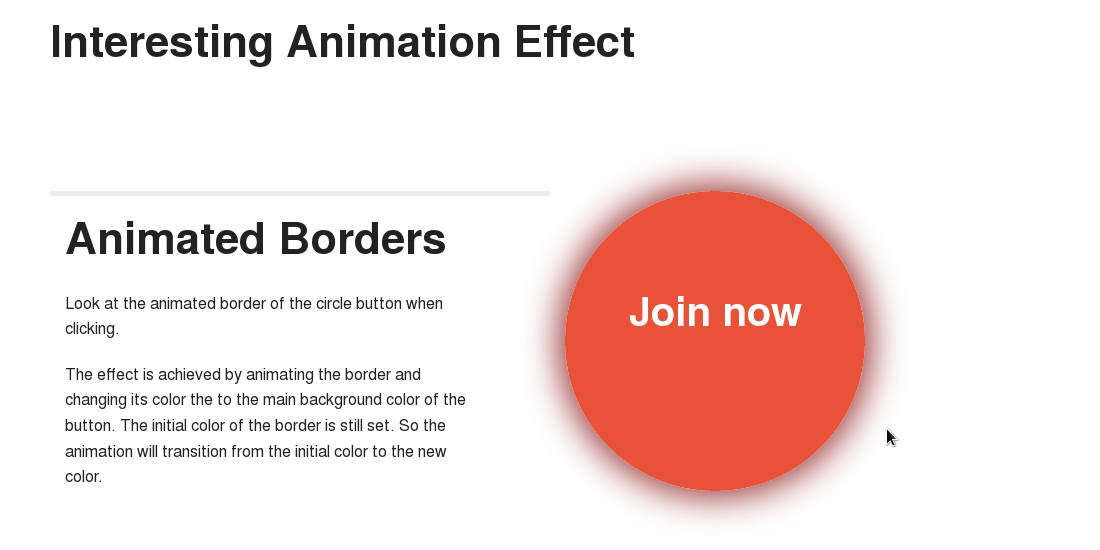 Interesting Animation Effect
Animated Borders
Look at the animated border of the circle button when
clicking.
The effect is achieved by animating the border and
changing its color the to the main background color of the
button. The initial color of the border is still set. So the
animation will transition from the initial color to the new
color.
Join now